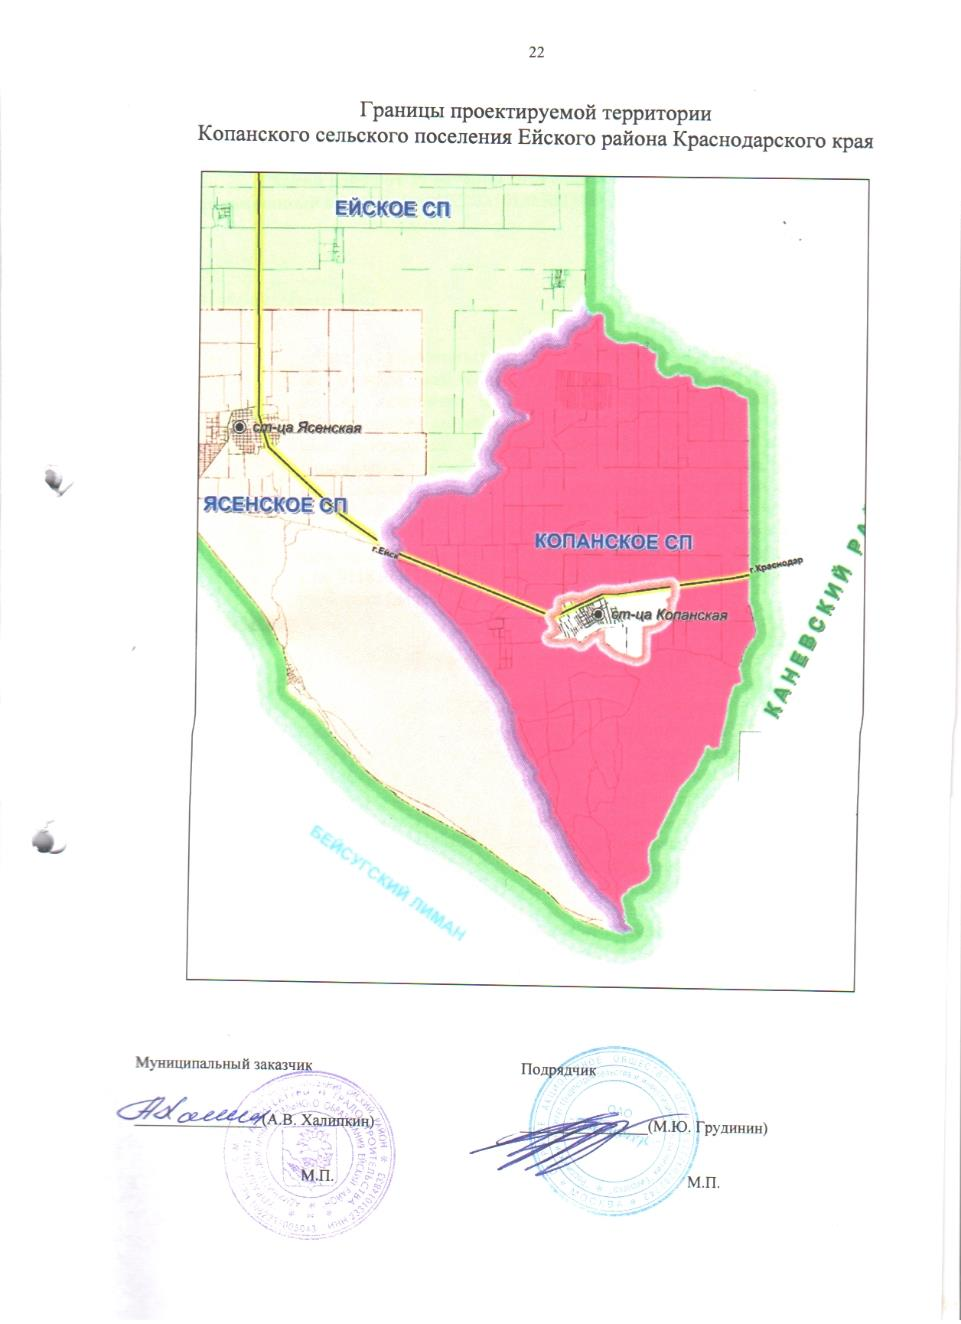 22
Границы проектируемой территории
Копанского сельского поселения Ейского района Краснодарского края
ЕЙСКОЕ СП
ст-ца Ясенская
ЯСЕНСКОЕ СП
КОПАНСКОЕ СП
г.Ейск
г.Краснодар
ст-ца Копанская
КАНЕВСКИЙ РА
БЕЙСУГСКИЙ ЛИМАН
Муниципальный заказчик
Подрядчик
(А.В. Халипкин)
(М.Ю. Грудинин)
М.П.
М.П.